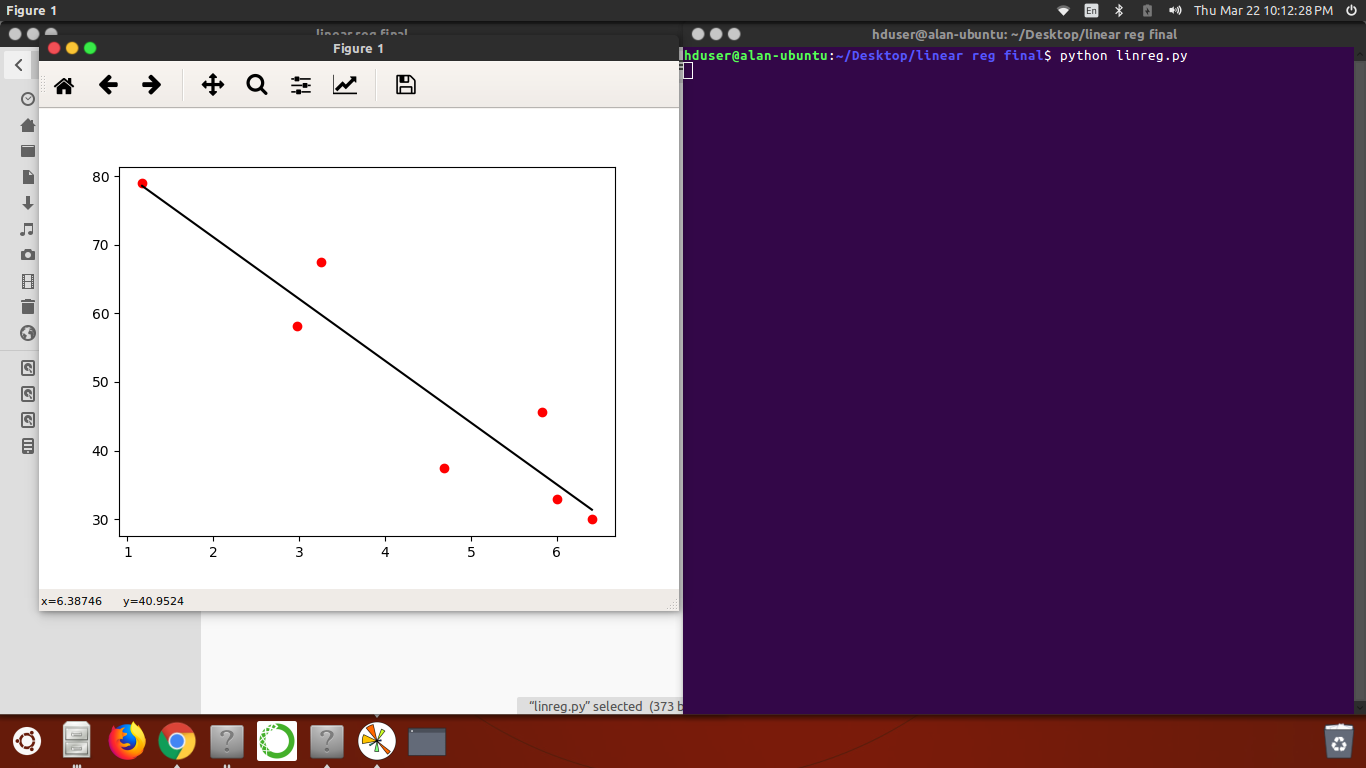 Figure 1
En
Thu Mar 22 10:12:28 PM
linear reg final
Figure 1
hduser@alan-ubuntu: ~/Desktop/linear reg final
hduser@alan-ubuntu:~/Desktop/linear reg final$ python linreg.py
80
70
60
50
40
30
1 2 3 4 5 6
x=6.38746 y=40.9524
“linreg.py” selected (373 b